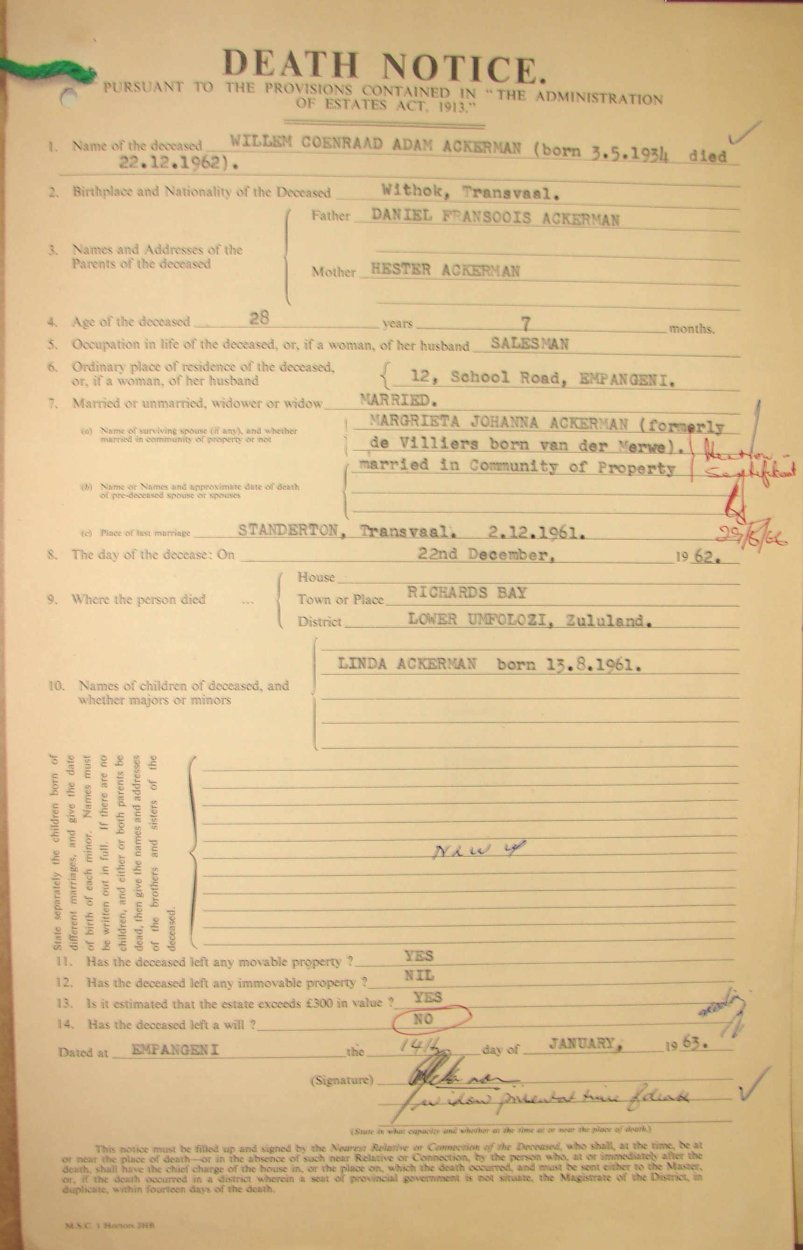 DEATH NOTICE.
PURSUANT TO THE PROVISIONS CONTAINED IN "THE ADMINISTRATION
OF ESTATES ACT, 1913."
1. Name of the deceased WILLEM COENRAAD ADAM ACKERMAN (born 3.5.1934 died
22.12.1962).
2. Birthplace and Nationality of the Deceased Withok, Transvaal.
3. Names and Addresses of the
Parents of the deceased
Father DANIEL FRANSOOIS ACKERMAN
Mother HESTER ACKERMAN
4. Age of the deceased 28 years 7 months.
5. Occupation in life of the deceased, or, if a woman, of her husband SALESMAN
6. Ordinary place of residence of the deceased,
or, if a woman, of her husband 12, School Road, EMPANGENI.
7. Married or unmarried, widower or widow MARRIED.
(a) Name of surviving spouse (if any), and whether
married in community of property or not
MARGRIETA JOHANNA ACKERMAN (formerly
de Villiers born van der Merwe).
married in Community of Property
(b) Name or Names and approximate date of death
of pre-deceased spouse or spouses
29/8/66
(c) Place of last marriage STANDERTON, Transvaal. 2.12.1961.
8. The day of the decease: On 22nd December, 1962.
9. Where the person died ...
House
Town or Place RICHARDS BAY
District LOWER UMFOLOZI, Zululand.
LINDA ACKERMAN born 13.8.1961.
10. Names of children of deceased, and
whether majors or minors
State separately the children born of
different marriages, and give the date
of birth of each minor. Names must
be written out in full. If there are no
children, and either or both parents be
dead, then give the names and addresses
of the brothers and sisters of the
deceased.
11. Has the deceased left any movable property ? YES
12. Has the deceased left any immovable property ? NIL
13. Is it estimated that the estate exceeds £300 in value ? YES
14. Has the deceased left a will ? NO
Dated at EMPANGENI the 14th day of JANUARY, 1963.
(Signature)
widow present at time of death
(State in what capacity and whether at the time at or near the place of death.)
This notice must be filled up and signed by the Nearest Relative or Connection of the Deceased, who shall, at the time, be at
or near the place of death—or in the absence of such near Relative or Connection, by the person who, at or immediately after the
death, shall have the chief charge of the house in, or the place on, which the death occurred, and must be sent either to the Master,
or, if the death occurred in a district wherein a seat of provincial government is not situate, the Magistrate of the District, in
duplicate, within fourteen days of the death.
M.S.C. 1 Horton JHB